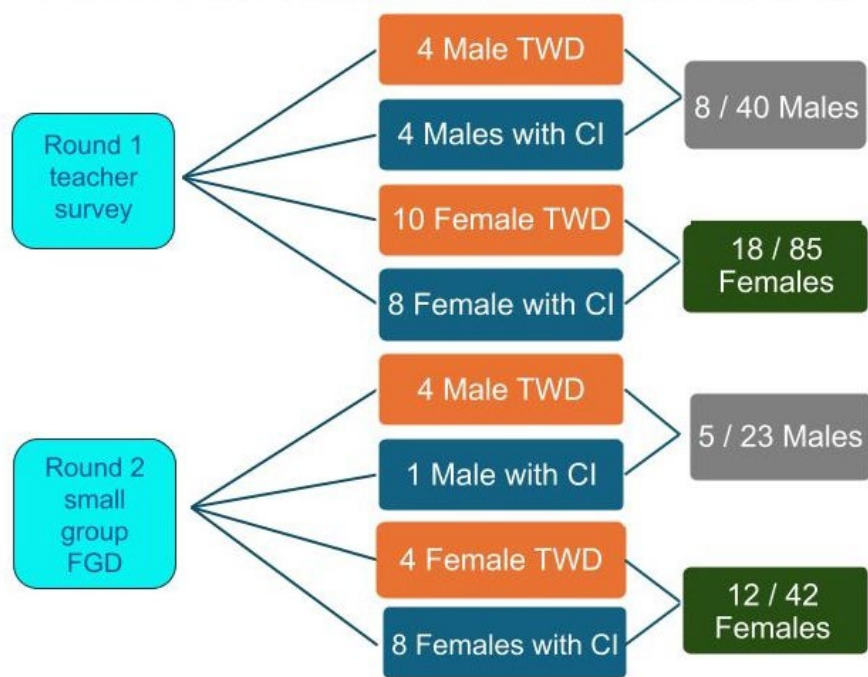 Round 1
teacher
survey
4 Male TWD
4 Males with CI
10 Female TWD
8 Female with CI
8 / 40 Males
18 / 85
Females
Round 2
small
group
FGD
4 Male TWD
1 Male with CI
4 Female TWD
8 Females with CI
5 / 23 Males
12 / 42
Females